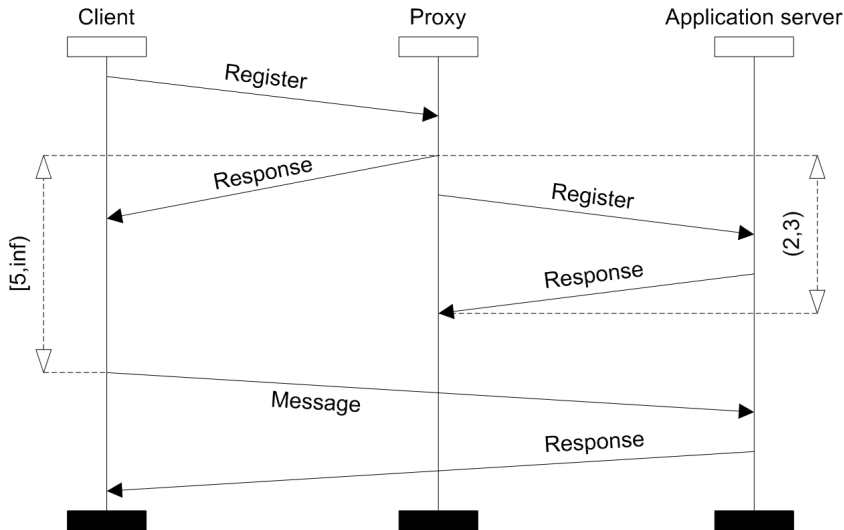 Client
Proxy
Application server
Register
Response
Register
(2,3)
[5,inf)
Response
Message
Response